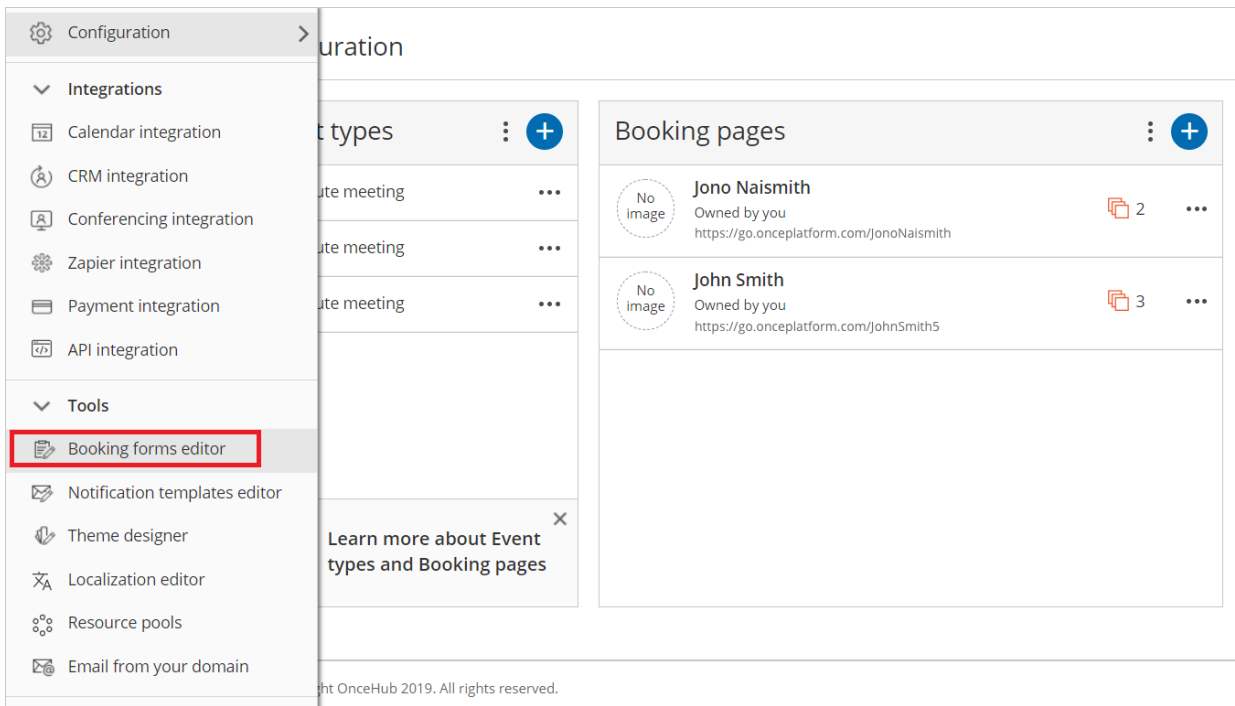 Configuration
Integrations
12
Calendar integration
CRM integration
Conferencing integration
Zapier integration
Payment integration
API integration
Tools
Booking forms editor
Notification templates editor
Theme designer
Localization editor
Resource pools
Email from your domain
uration
t types
ute meeting
ute meeting
ute meeting
Learn more about Event
types and Booking pages
Booking pages
No
image
Jono Naismith
Owned by you
https://go.onceplatform.com/JonoNaismith
2
No
image
John Smith
Owned by you
https://go.onceplatform.com/JohnSmith5
3
ht OnceHub 2019. All rights reserved.